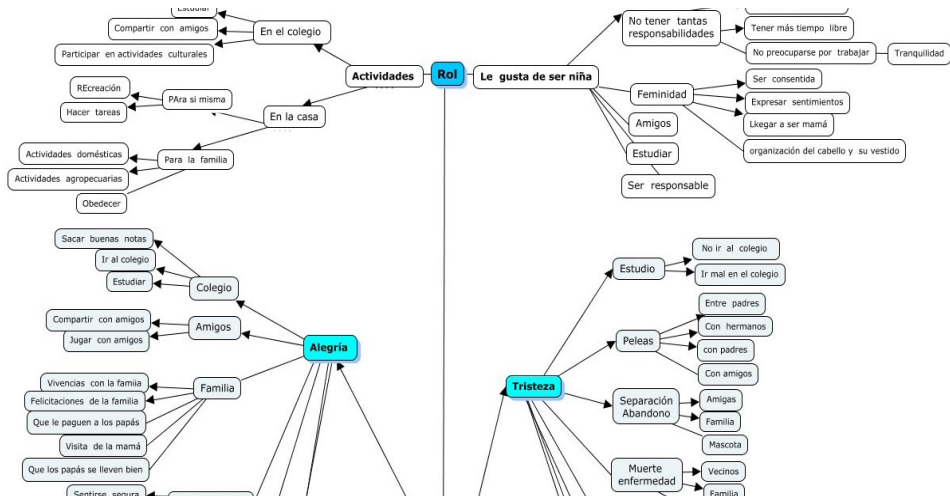 Estudiar
Compartir con amigos
Participar en actividades culturales
En el colegio
Actividades
Rol
Le gusta de ser niña
No tener tantas
responsabilidades
Tener más tiempo libre
No preocuparse por trabajar
Tranquilidad
Feminidad
Ser consentida
Expresar sentimientos
Lkegar a ser mamá
organización del cabello y su vestido
Amigos
Estudiar
Ser responsable
REcreación
Hacer tareas
PAra si misma
En la casa
Actividades domésticas
Actividades agropecuarias
Obedecer
Para la familia
Sacar buenas notas
Ir al colegio
Estudiar
Colegio
Compartir con amigos
Jugar con amigos
Amigos
Alegría
Vivencias con la famiia
Felicitaciones de la familia
Que le paguen a los papás
Visita de la mamá
Que los papás se lleven bien
Familia
Sentirse segura
Tristeza
Estudio
No ir al colegio
Ir mal en el colegio
Peleas
Entre padres
Con hermanos
con padres
Con amigos
Separación
Abandono
Amigas
Familia
Mascota
Muerte
enfermedad
Vecinos
Familia